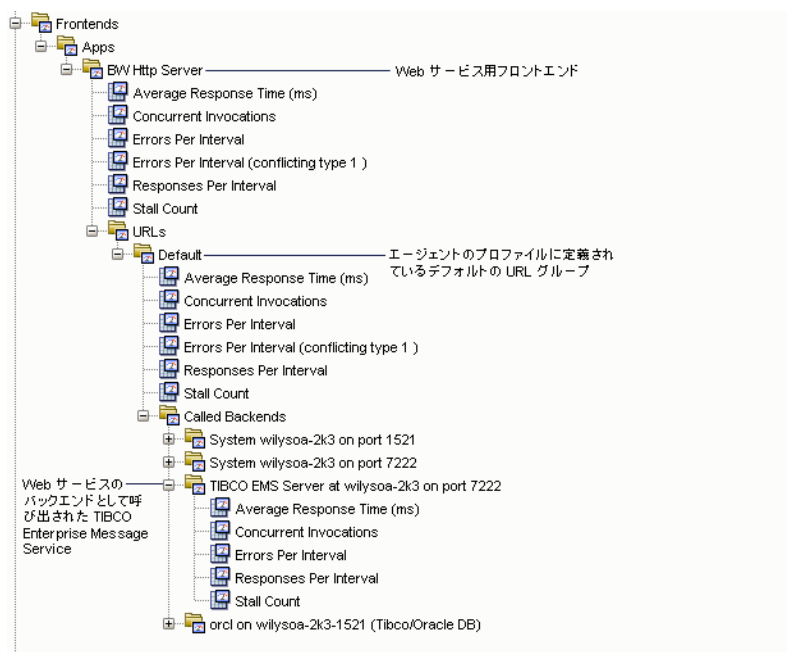 Frontends
Apps
BW Http Server
Web サービス用フロントエンド
Average Response Time (ms)
Concurrent Invocations
Errors Per Interval
Errors Per Interval (conflicting type 1 )
Responses Per Interval
Stall Count
URLs
Default
エージェントのプロファイルに定義され
ているデフォルトの URL グループ
Average Response Time (ms)
Concurrent Invocations
Errors Per Interval
Errors Per Interval (conflicting type 1 )
Responses Per Interval
Stall Count
Called Backends
System wilysoa-2k3 on port 1521
System wilysoa-2k3 on port 7222
Web サービスの
バックエンドとして呼
び出された TIBCO
Enterprise Message
Service
TIBCO EMS Server at wilysoa-2k3 on port 7222
Average Response Time (ms)
Concurrent Invocations
Errors Per Interval
Responses Per Interval
Stall Count
orcl on wilysoa-2k3-1521 (Tibco/Oracle DB)